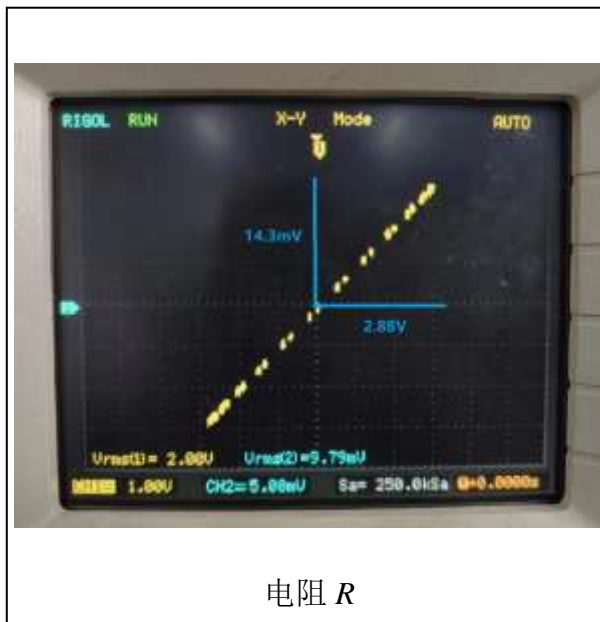 RIGOL RUN X-Y Mode AUTO
14.3mV
2.88V
Vrms(1)= 2.00V Vrms(2)=9.79mV
1.00V CH2=5.00mV Sa= 250.0kSa +0.0000s
电阻 R